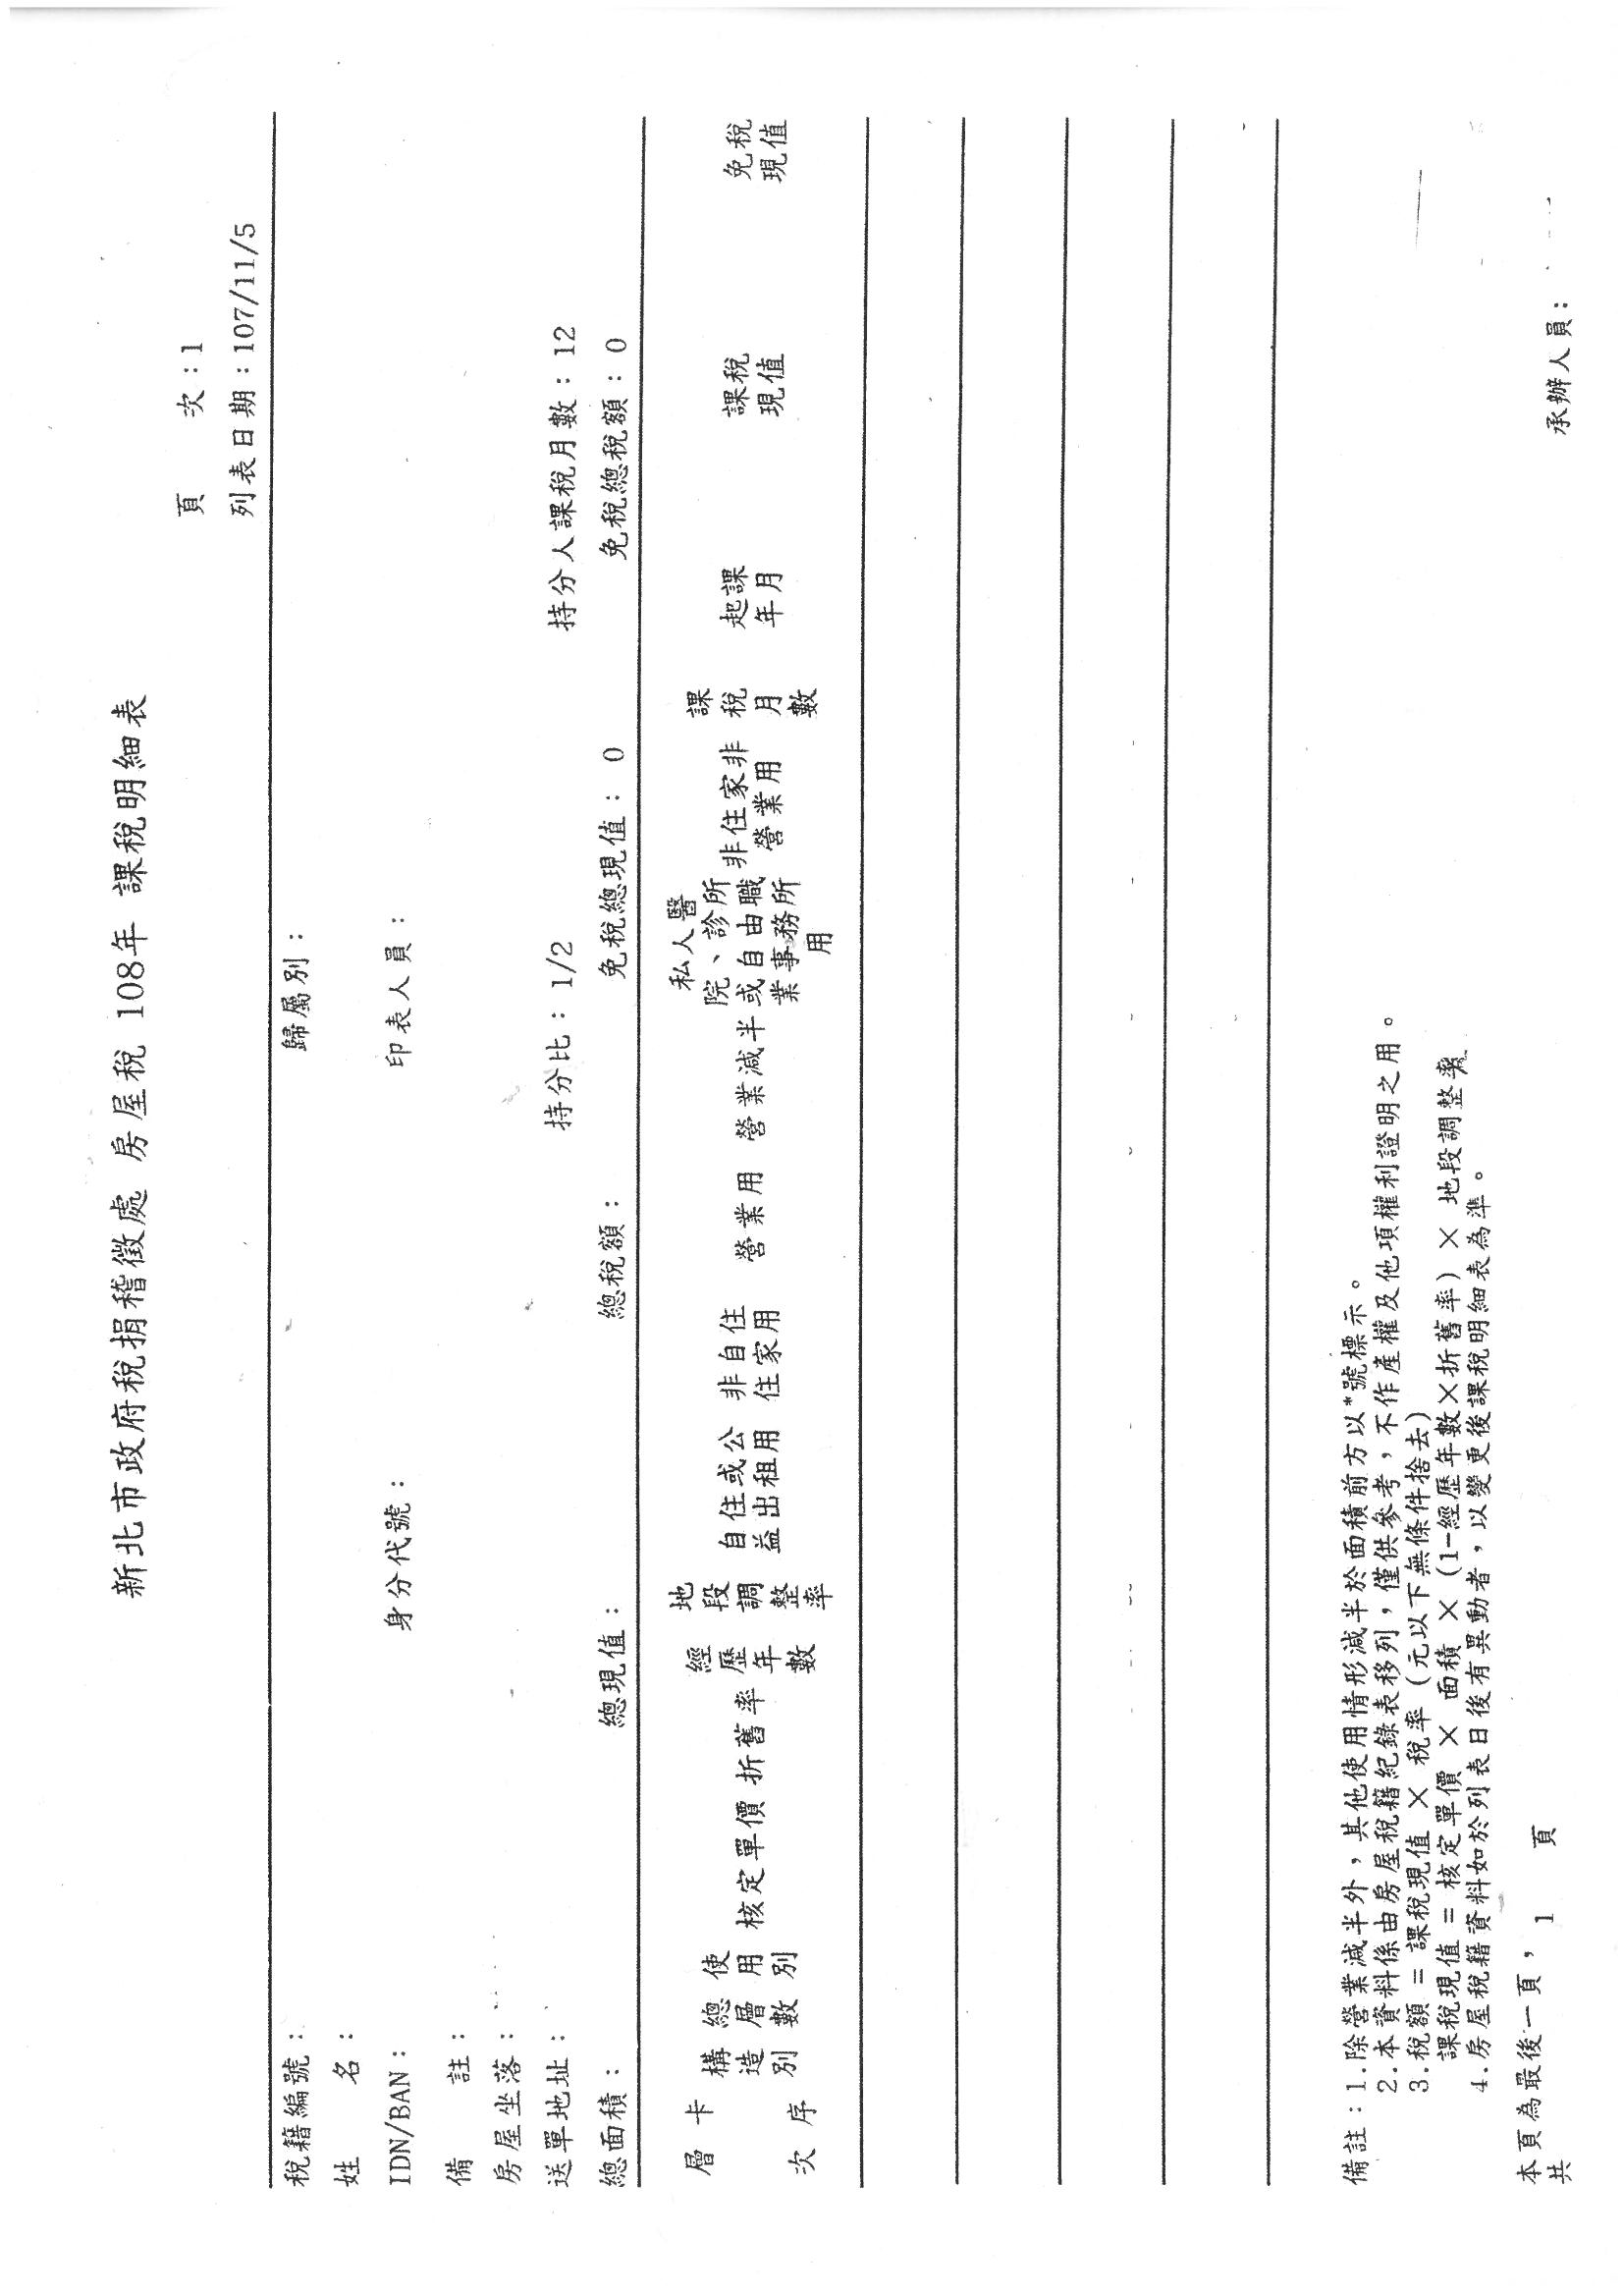 新北市政府稅捐稽徵處 房屋稅 108年 課稅明細表
頁 次:1
列表日期:107/11/5
稅籍編號: 歸屬別:
姓 名:
IDN/BAN: 身分代號: 印表人員:
備 註:
房屋坐落:
送單地址: 持分比:1/2 持分人課稅月數:12
總面積: 總現值: 總稅額: 免稅總現值:0 免稅總稅額:0
層次 卡序 構造別 總層數 使用別 核定單價 折舊率 經歷年數 地段調整率 自住或公益出租用 非自住住家用 營業用 營業減半 私人醫院、診所或自由職業事務所用 非住家非營業用 課稅月數 起課年月 課稅現值 免稅現值
備註:1.除營業減半外,其他使用情形減半於面積前方以*號標示。
2.本資料係由房屋稅籍紀錄表移列,僅供參考,不作產權及他項權利證明之用。
3.稅額=課稅現值 × 稅率(元以下無條件捨去)
課稅現值=核定單價 × 面積 ×(1-經歷年數×折舊率)× 地段調整率
4.房屋稅籍資料如於列表日後有異動者,以變更後課稅明細表為準。
本頁為最後一頁,
共 1 頁
承辦人員: